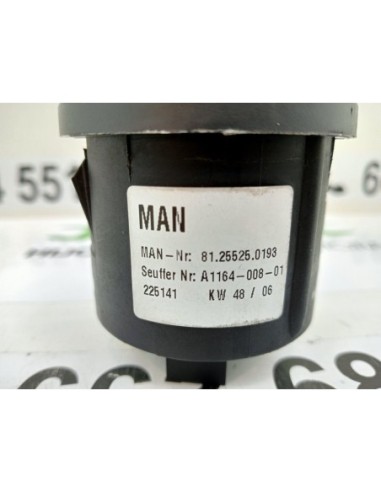 MAN
MAN-Nr: 81.25525.0193
Seuffer Nr: A1164-008-01
225141 KW 48 / 06